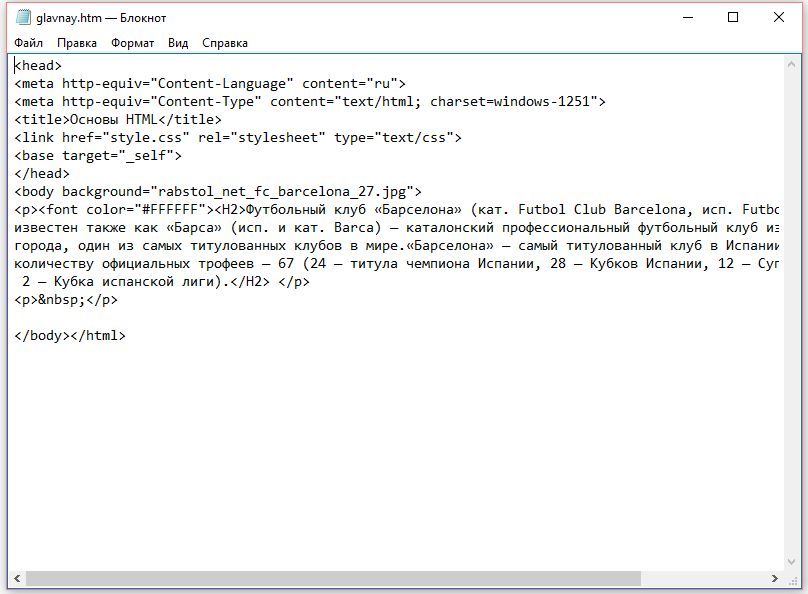 glavnay.htm — Блокнот
Файл Правка Формат Вид Справка
<head>
<meta http-equiv="Content-Language" content="ru">
<meta http-equiv="Content-Type" content="text/html; charset=windows-1251">
<title>Основы HTML</title>
<link href="style.css" rel="stylesheet" type="text/css">
<base target="_self">
</head>
<body background="rabstol_net_fc_barcelona_27.jpg">
<p><font color="#FFFFFF"><H2>Футбольный клуб «Барселона» (кат. Futbol Club Barcelona, исп. Futbo
известен также как «Барса» (исп. и кат. Barca) — каталонский профессиональный футбольный клуб из
города, один из самых титулованных клубов в мире.«Барселона» — самый титулованный клуб в Испании
количеству официальных трофеев — 67 (24 — титула чемпиона Испании, 28 — Кубков Испании, 12 — Суп
2 — Кубка испанской лиги).</H2> </p>
<p>&nbsp;</p>
</body></html>